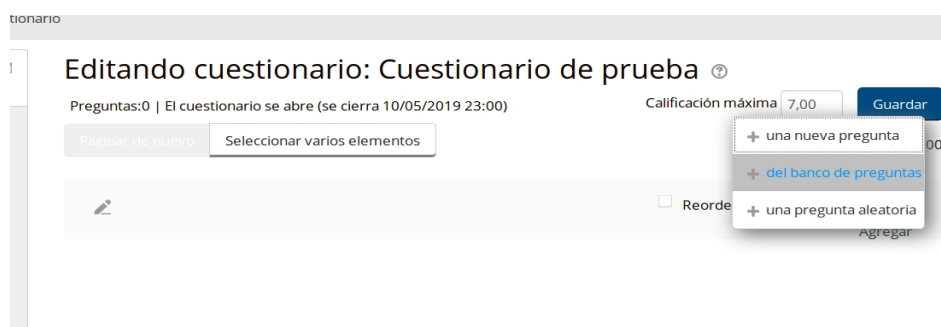 tionario
Editando cuestionario: Cuestionario de prueba
Preguntas:0 | El cuestionario se abre (se cierra 10/05/2019 23:00)
Calificación máxima 7,00 Guardar
Paginar de nuevo Seleccionar varios elementos
una nueva pregunta
00
del banco de preguntas
Reorde
una pregunta aleatoria
Agregar